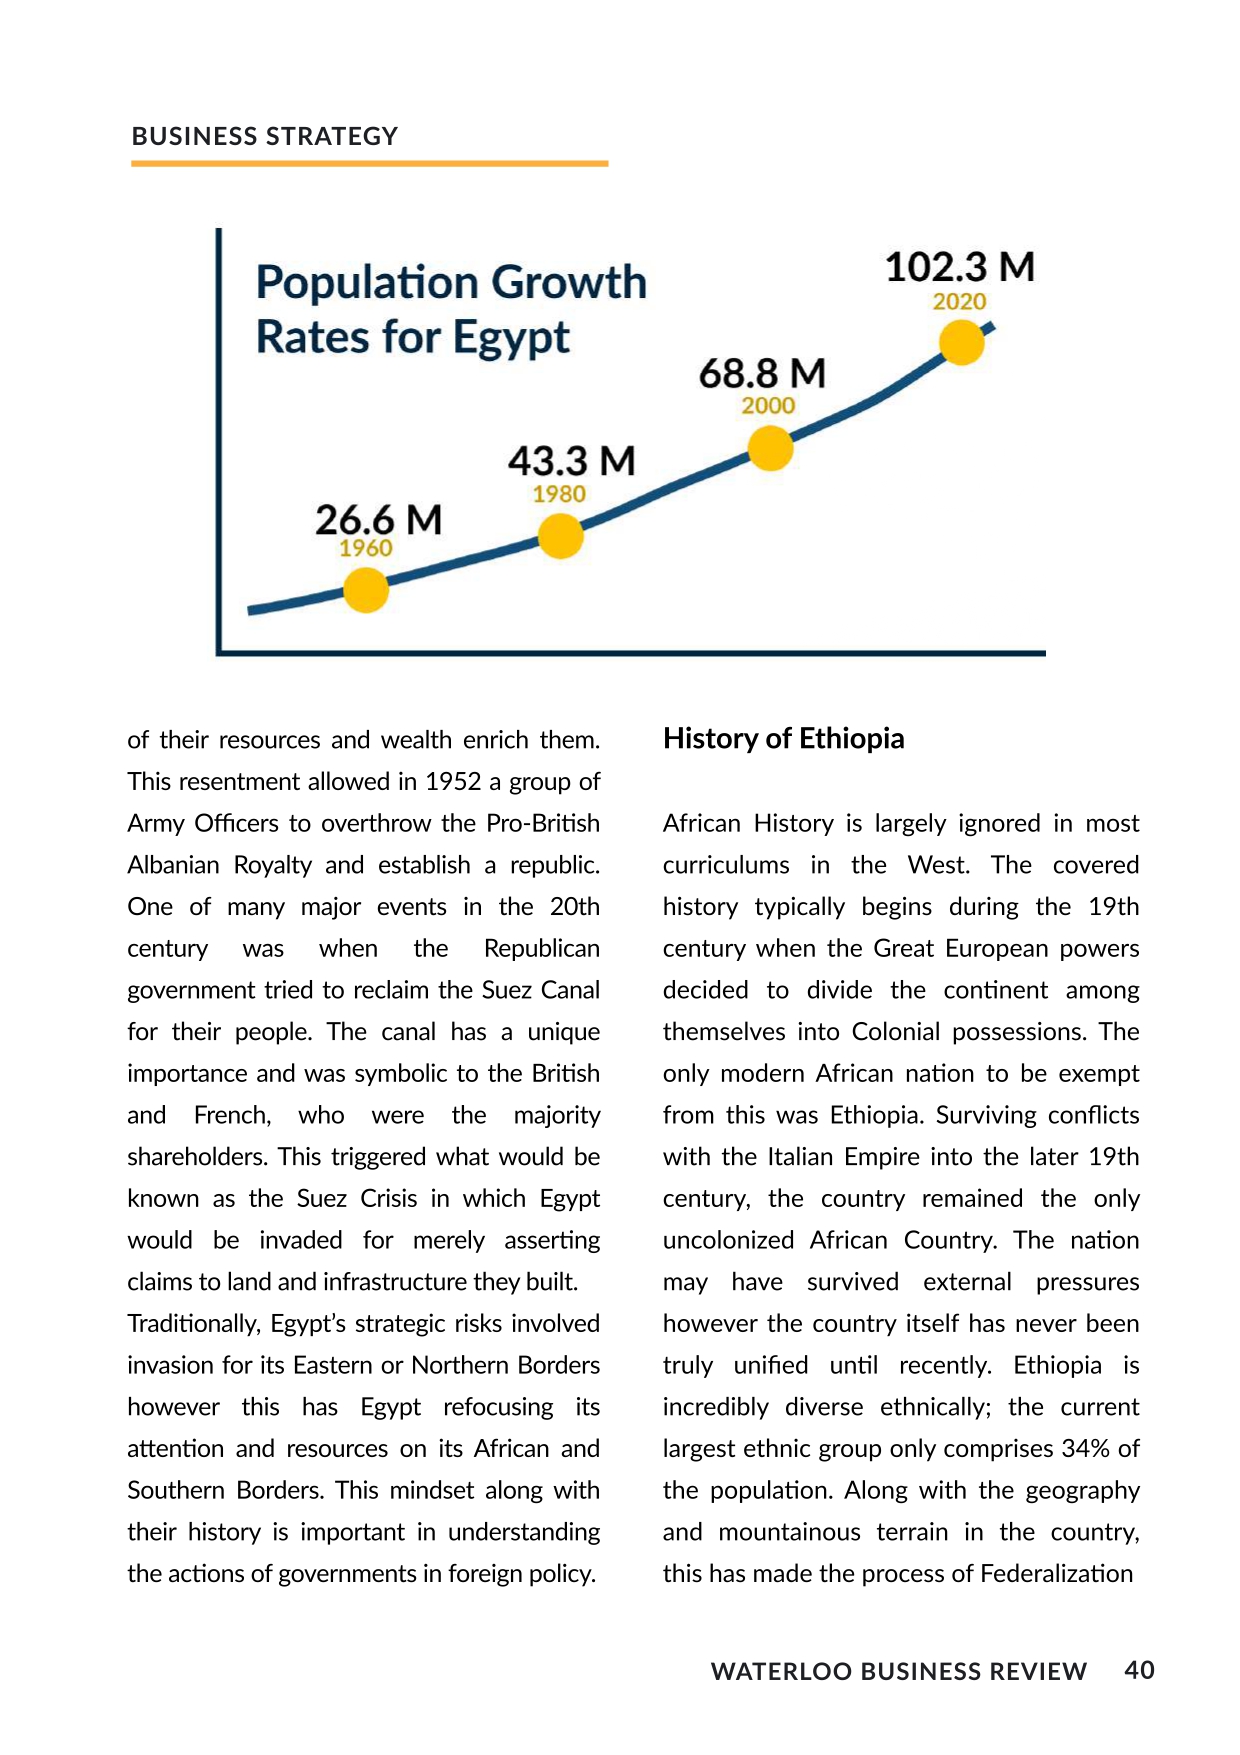 BUSINESS STRATEGY
Population Growth
Rates for Egypt
102.3 M
2020
68.8 M
2000
43.3 M
1980
26.6 M
1960
of their resources and wealth enrich them.
This resentment allowed in 1952 a group of
Army Officers to overthrow the Pro-British
Albanian Royalty and establish a republic.
One of many major events in the 20th
century was when the Republican
government tried to reclaim the Suez Canal
for their people. The canal has a unique
importance and was symbolic to the British
and French, who were the majority
shareholders. This triggered what would be
known as the Suez Crisis in which Egypt
would be invaded for merely asserting
claims to land and infrastructure they built.
Traditionally, Egypt’s strategic risks involved
invasion for its Eastern or Northern Borders
however this has Egypt refocusing its
attention and resources on its African and
Southern Borders. This mindset along with
their history is important in understanding
the actions of governments in foreign policy.
History of Ethiopia
African History is largely ignored in most
curriculums in the West. The covered
history typically begins during the 19th
century when the Great European powers
decided to divide the continent among
themselves into Colonial possessions. The
only modern African nation to be exempt
from this was Ethiopia. Surviving conflicts
with the Italian Empire into the later 19th
century, the country remained the only
uncolonized African Country. The nation
may have survived external pressures
however the country itself has never been
truly unified until recently. Ethiopia is
incredibly diverse ethnically; the current
largest ethnic group only comprises 34% of
the population. Along with the geography
and mountainous terrain in the country,
this has made the process of Federalization
WATERLOO BUSINESS REVIEW 40